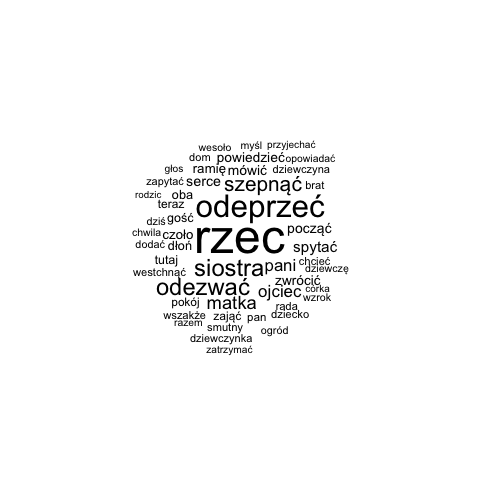 wesoło myśl przyjechać
dom powiedzieć opowiadać
głos ramię mówić dziewczyna
zapytać serce szepnąć brat
rodzic oba
teraz odeprzeć
dziś gość począć
chwila czoło rzec
dodać dłoń spytać
tutaj siostra pani chcieć
westchnąć dziewczę
odezwać zwrócić
ojciec córka
pokój matka wzrok
rada
wszakże zająć pan dziecko
razem smutny
ogród
dziewczynka
zatrzymać